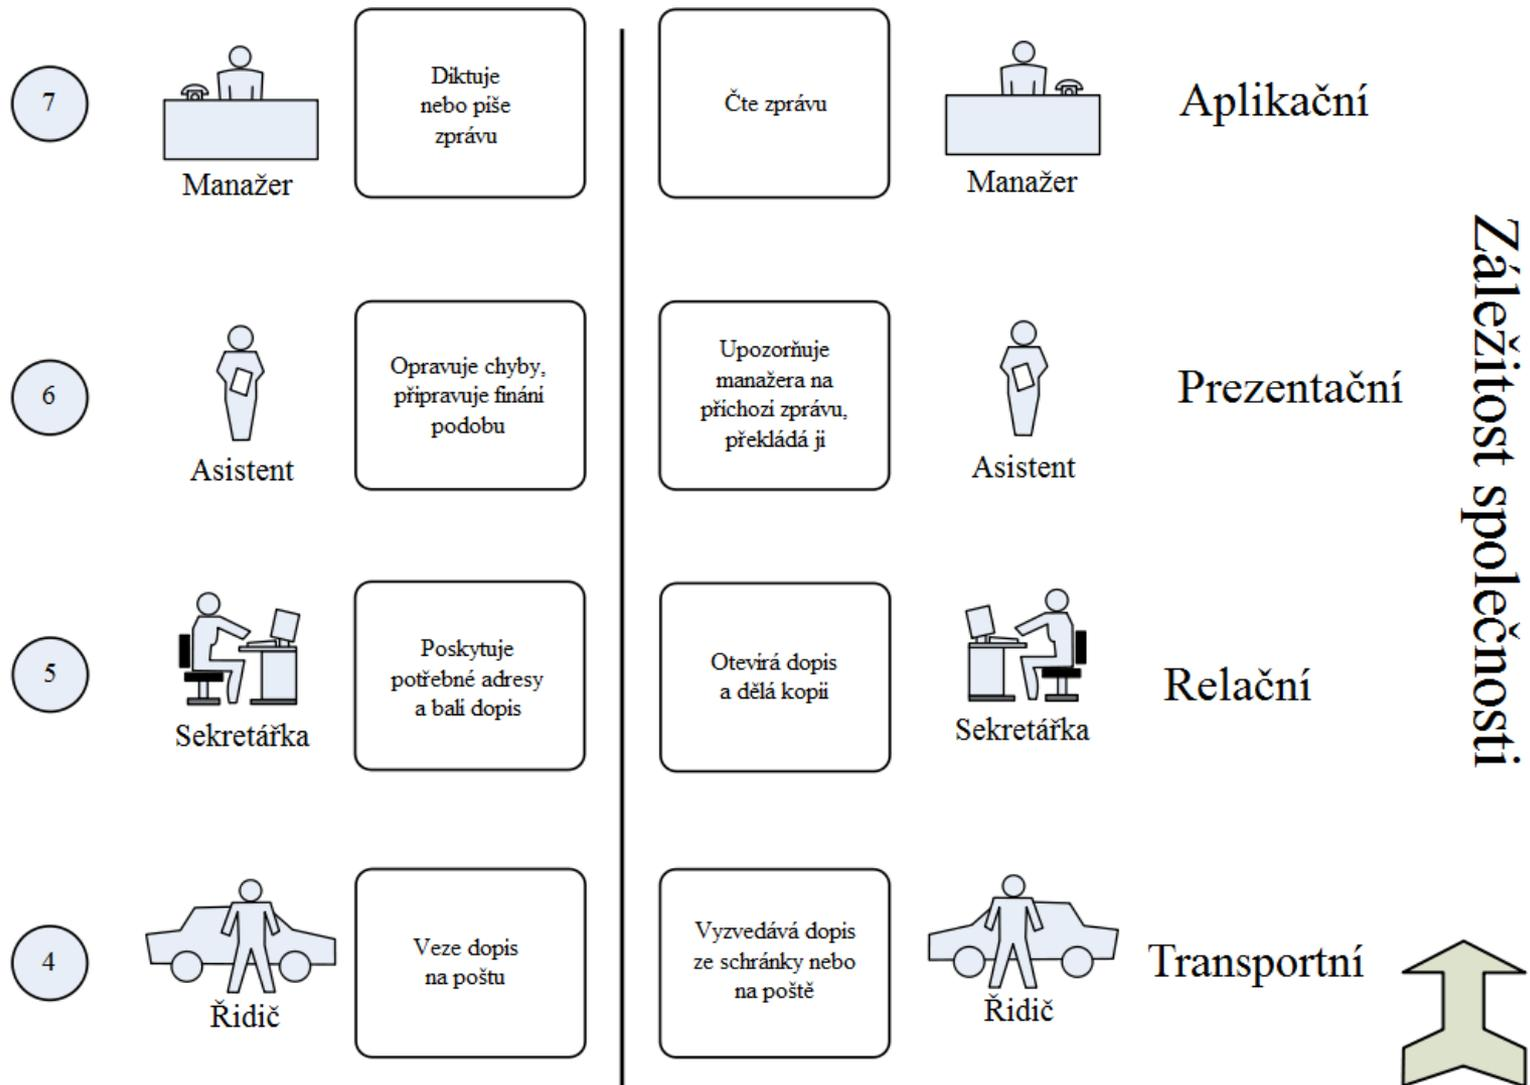 7
Diktuje
nebo píše
zprávu
Manažer
Čte zprávu
Manažer
Aplikační
6
Opravuje chyby,
připravuje finání
podobu
Asistent
Upozorňuje
manažera na
příchozí zprávu,
překládá ji
Asistent
Prezentační
5
Poskytuje
potřebné adresy
a balí dopis
Sekretářka
Otevírá dopis
a dělá kopii
Sekretářka
Relační
4
Veze dopis
na poštu
Řidič
Vyzvedává dopis
ze schránky nebo
na poště
Řidič
Transportní
Záležitost společnosti